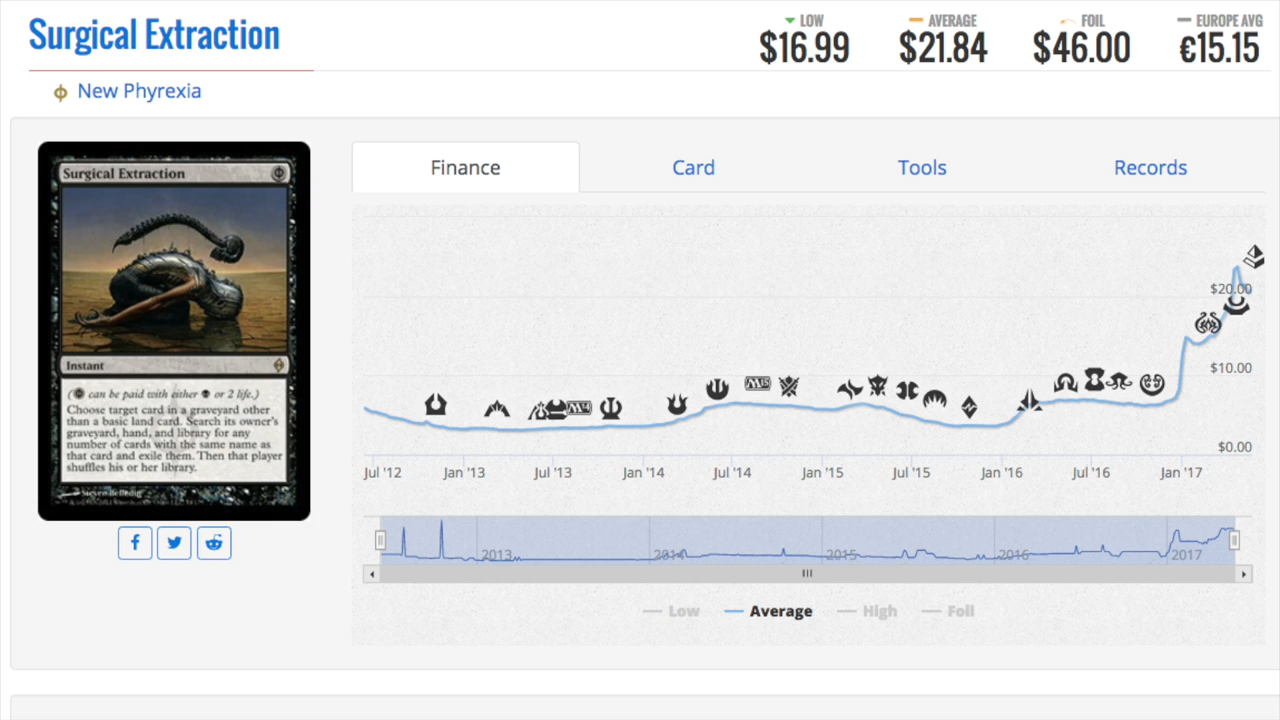 Surgical Extraction
LOW
AVERAGE
FOIL
EUROPE AVG
$16.99
$21.84
$46.00
€15.15
New Phyrexia
Finance
Card
Tools
Records
Surgical Extraction
Instant
( can be paid with either or 2 life.)
Choose target card in a graveyard other
than a basic land card. Search its owner's
graveyard, hand, and library for any
number of cards with the same name as
that card and exile them. Then that player
shuffles his or her library.
Steven Belledin
$20.00
$10.00
$0.00
M15
M14
Jul '12
Jan '13
Jul '13
Jan '14
Jul '14
Jan '15
Jul '15
Jan '16
Jul '16
Jan '17
2013
2014
2015
2016
2017
Low
Average
High
Foil